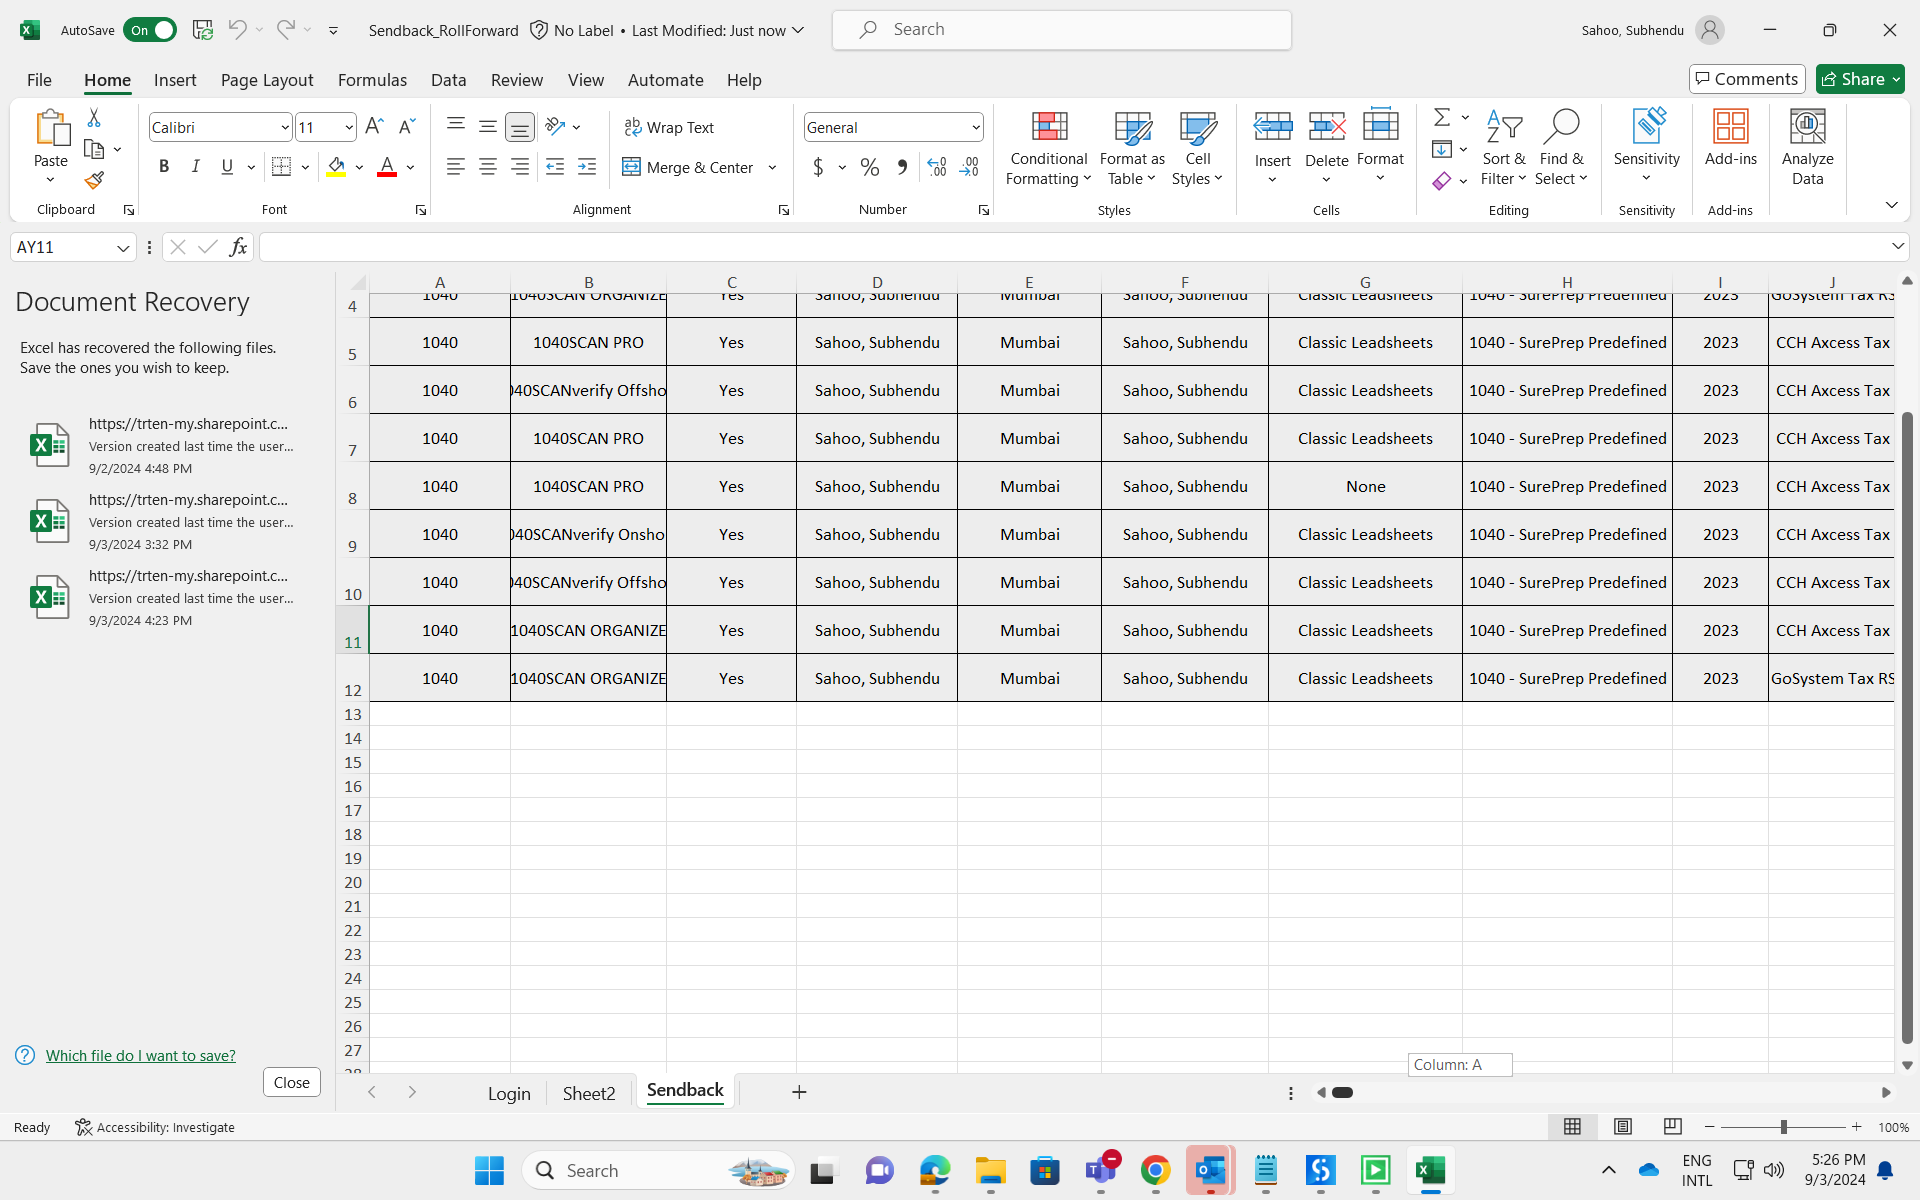 AutoSave On Sendback_RollForward No Label • Last Modified: Just now Search Sahoo, Subhendu
File Home Insert Page Layout Formulas Data Review View Automate Help Comments Share
Paste Calibri 11 Wrap Text General Conditional Formatting Format as Table Cell Styles Insert Delete Format Sort & Filter Find & Select Sensitivity Add-ins Analyze Data
B I U A Merge & Center $ % ,
Clipboard Font Alignment Number Styles Cells Editing Sensitivity Add-ins
AY11 fx
Document Recovery
Excel has recovered the following files.
Save the ones you wish to keep.
https://trten-my.sharepoint.c...
Version created last time the user...
9/2/2024 4:48 PM
https://trten-my.sharepoint.c...
Version created last time the user...
9/3/2024 3:32 PM
https://trten-my.sharepoint.c...
Version created last time the user...
9/3/2024 4:23 PM
Which file do I want to save?
Close
A B C D E F G H I J
4 1040 1040SCAN ORGANIZE Yes Sahoo, Subhendu Mumbai Sahoo, Subhendu Classic Leadsheets 1040 - SurePrep Predefined 2023 GoSystem Tax RS
5 1040 1040SCAN PRO Yes Sahoo, Subhendu Mumbai Sahoo, Subhendu Classic Leadsheets 1040 - SurePrep Predefined 2023 CCH Axcess Tax
6 1040 040SCANverify Offsho Yes Sahoo, Subhendu Mumbai Sahoo, Subhendu Classic Leadsheets 1040 - SurePrep Predefined 2023 CCH Axcess Tax
7 1040 1040SCAN PRO Yes Sahoo, Subhendu Mumbai Sahoo, Subhendu Classic Leadsheets 1040 - SurePrep Predefined 2023 CCH Axcess Tax
8 1040 1040SCAN PRO Yes Sahoo, Subhendu Mumbai Sahoo, Subhendu None 1040 - SurePrep Predefined 2023 CCH Axcess Tax
9 1040 040SCANverify Onsho Yes Sahoo, Subhendu Mumbai Sahoo, Subhendu Classic Leadsheets 1040 - SurePrep Predefined 2023 CCH Axcess Tax
10 1040 040SCANverify Offsho Yes Sahoo, Subhendu Mumbai Sahoo, Subhendu Classic Leadsheets 1040 - SurePrep Predefined 2023 CCH Axcess Tax
11 1040 1040SCAN ORGANIZE Yes Sahoo, Subhendu Mumbai Sahoo, Subhendu Classic Leadsheets 1040 - SurePrep Predefined 2023 CCH Axcess Tax
12 1040 1040SCAN ORGANIZE Yes Sahoo, Subhendu Mumbai Sahoo, Subhendu Classic Leadsheets 1040 - SurePrep Predefined 2023 GoSystem Tax RS
13
14
15
16
17
18
19
20
21
22
23
24
25
26
27
28
Column: A
Login Sheet2 Sendback
Ready Accessibility: Investigate 100%
Search ENG INTL 5:26 PM 9/3/2024